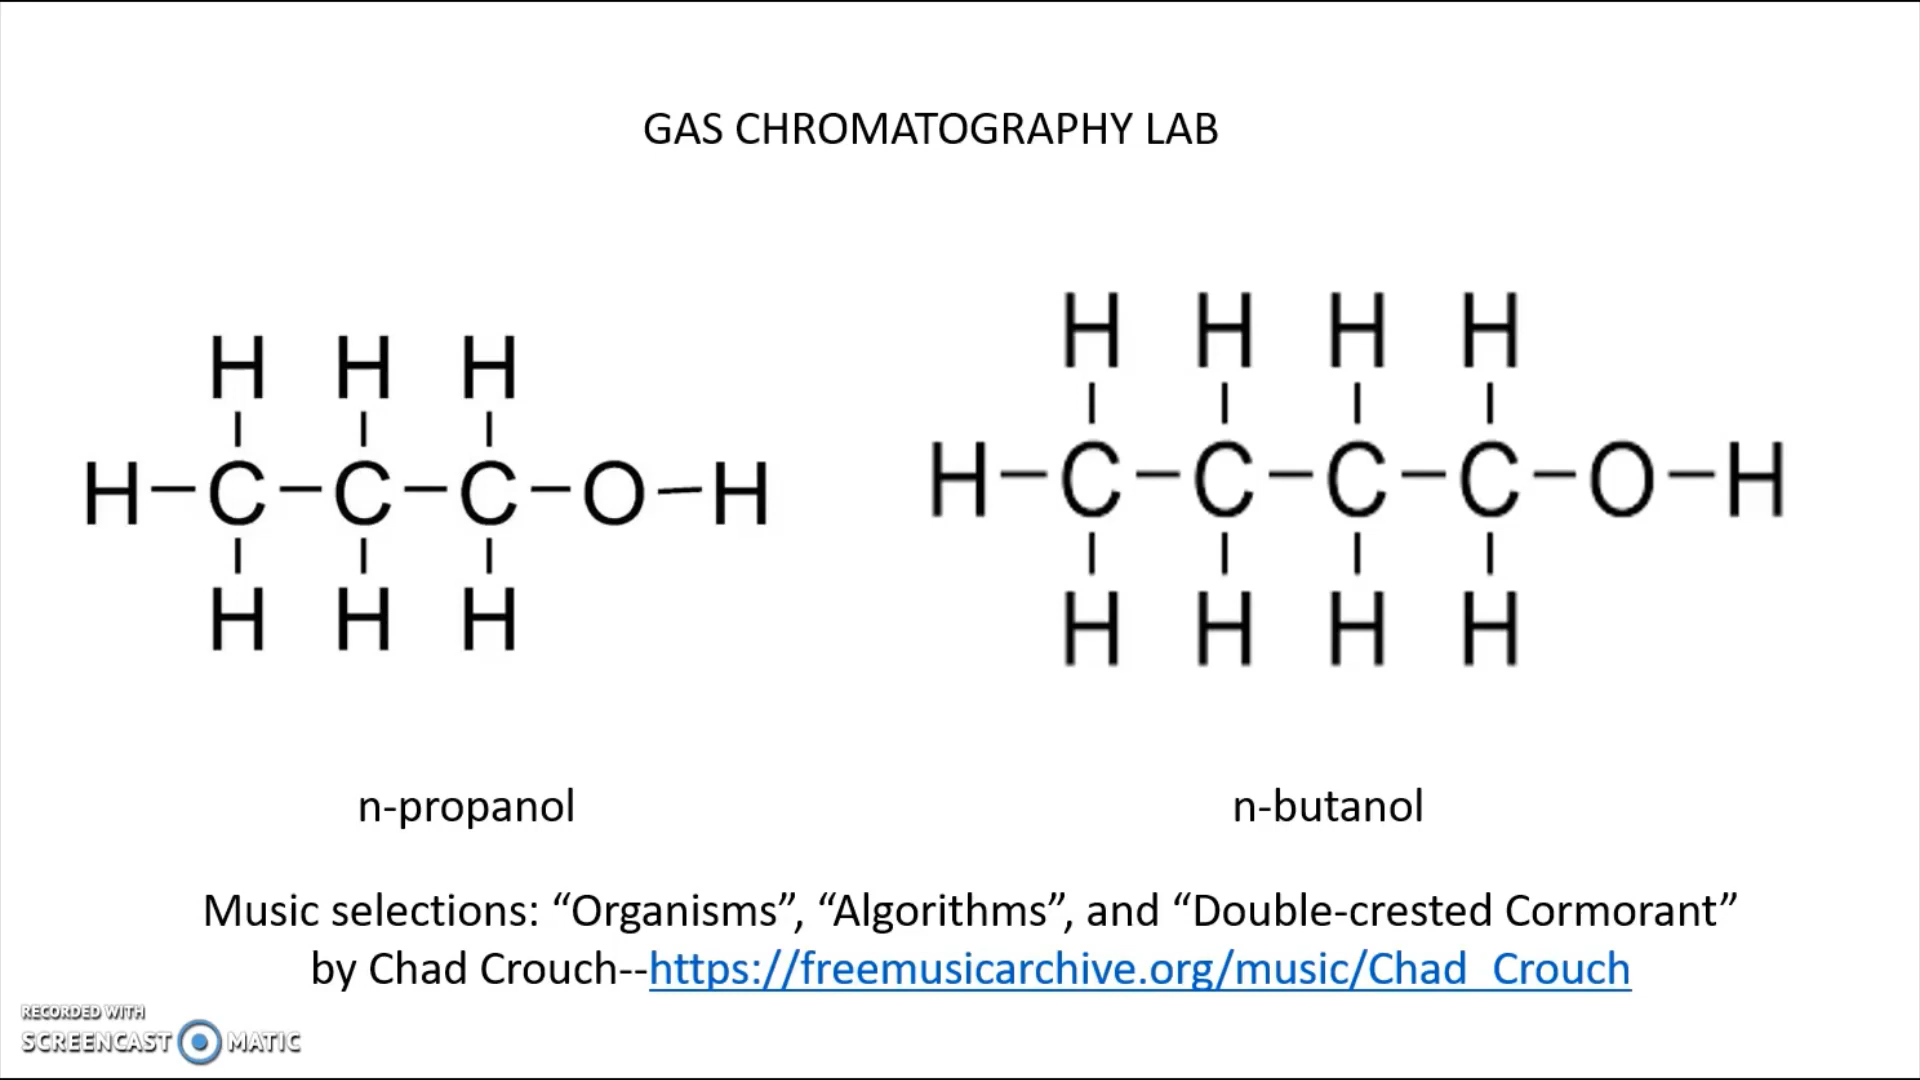 GAS CHROMATOGRAPHY LAB
H H H
H-C-C-C-O-H
H H H
H H H H
H-C-C-C-C-O-H
H H H H
n-propanol
n-butanol
Music selections: “Organisms”, “Algorithms”, and “Double-crested Cormorant”
by Chad Crouch--https://freemusicarchive.org/music/Chad_Crouch
RECORDED WITH
SCREENCAST MATIC